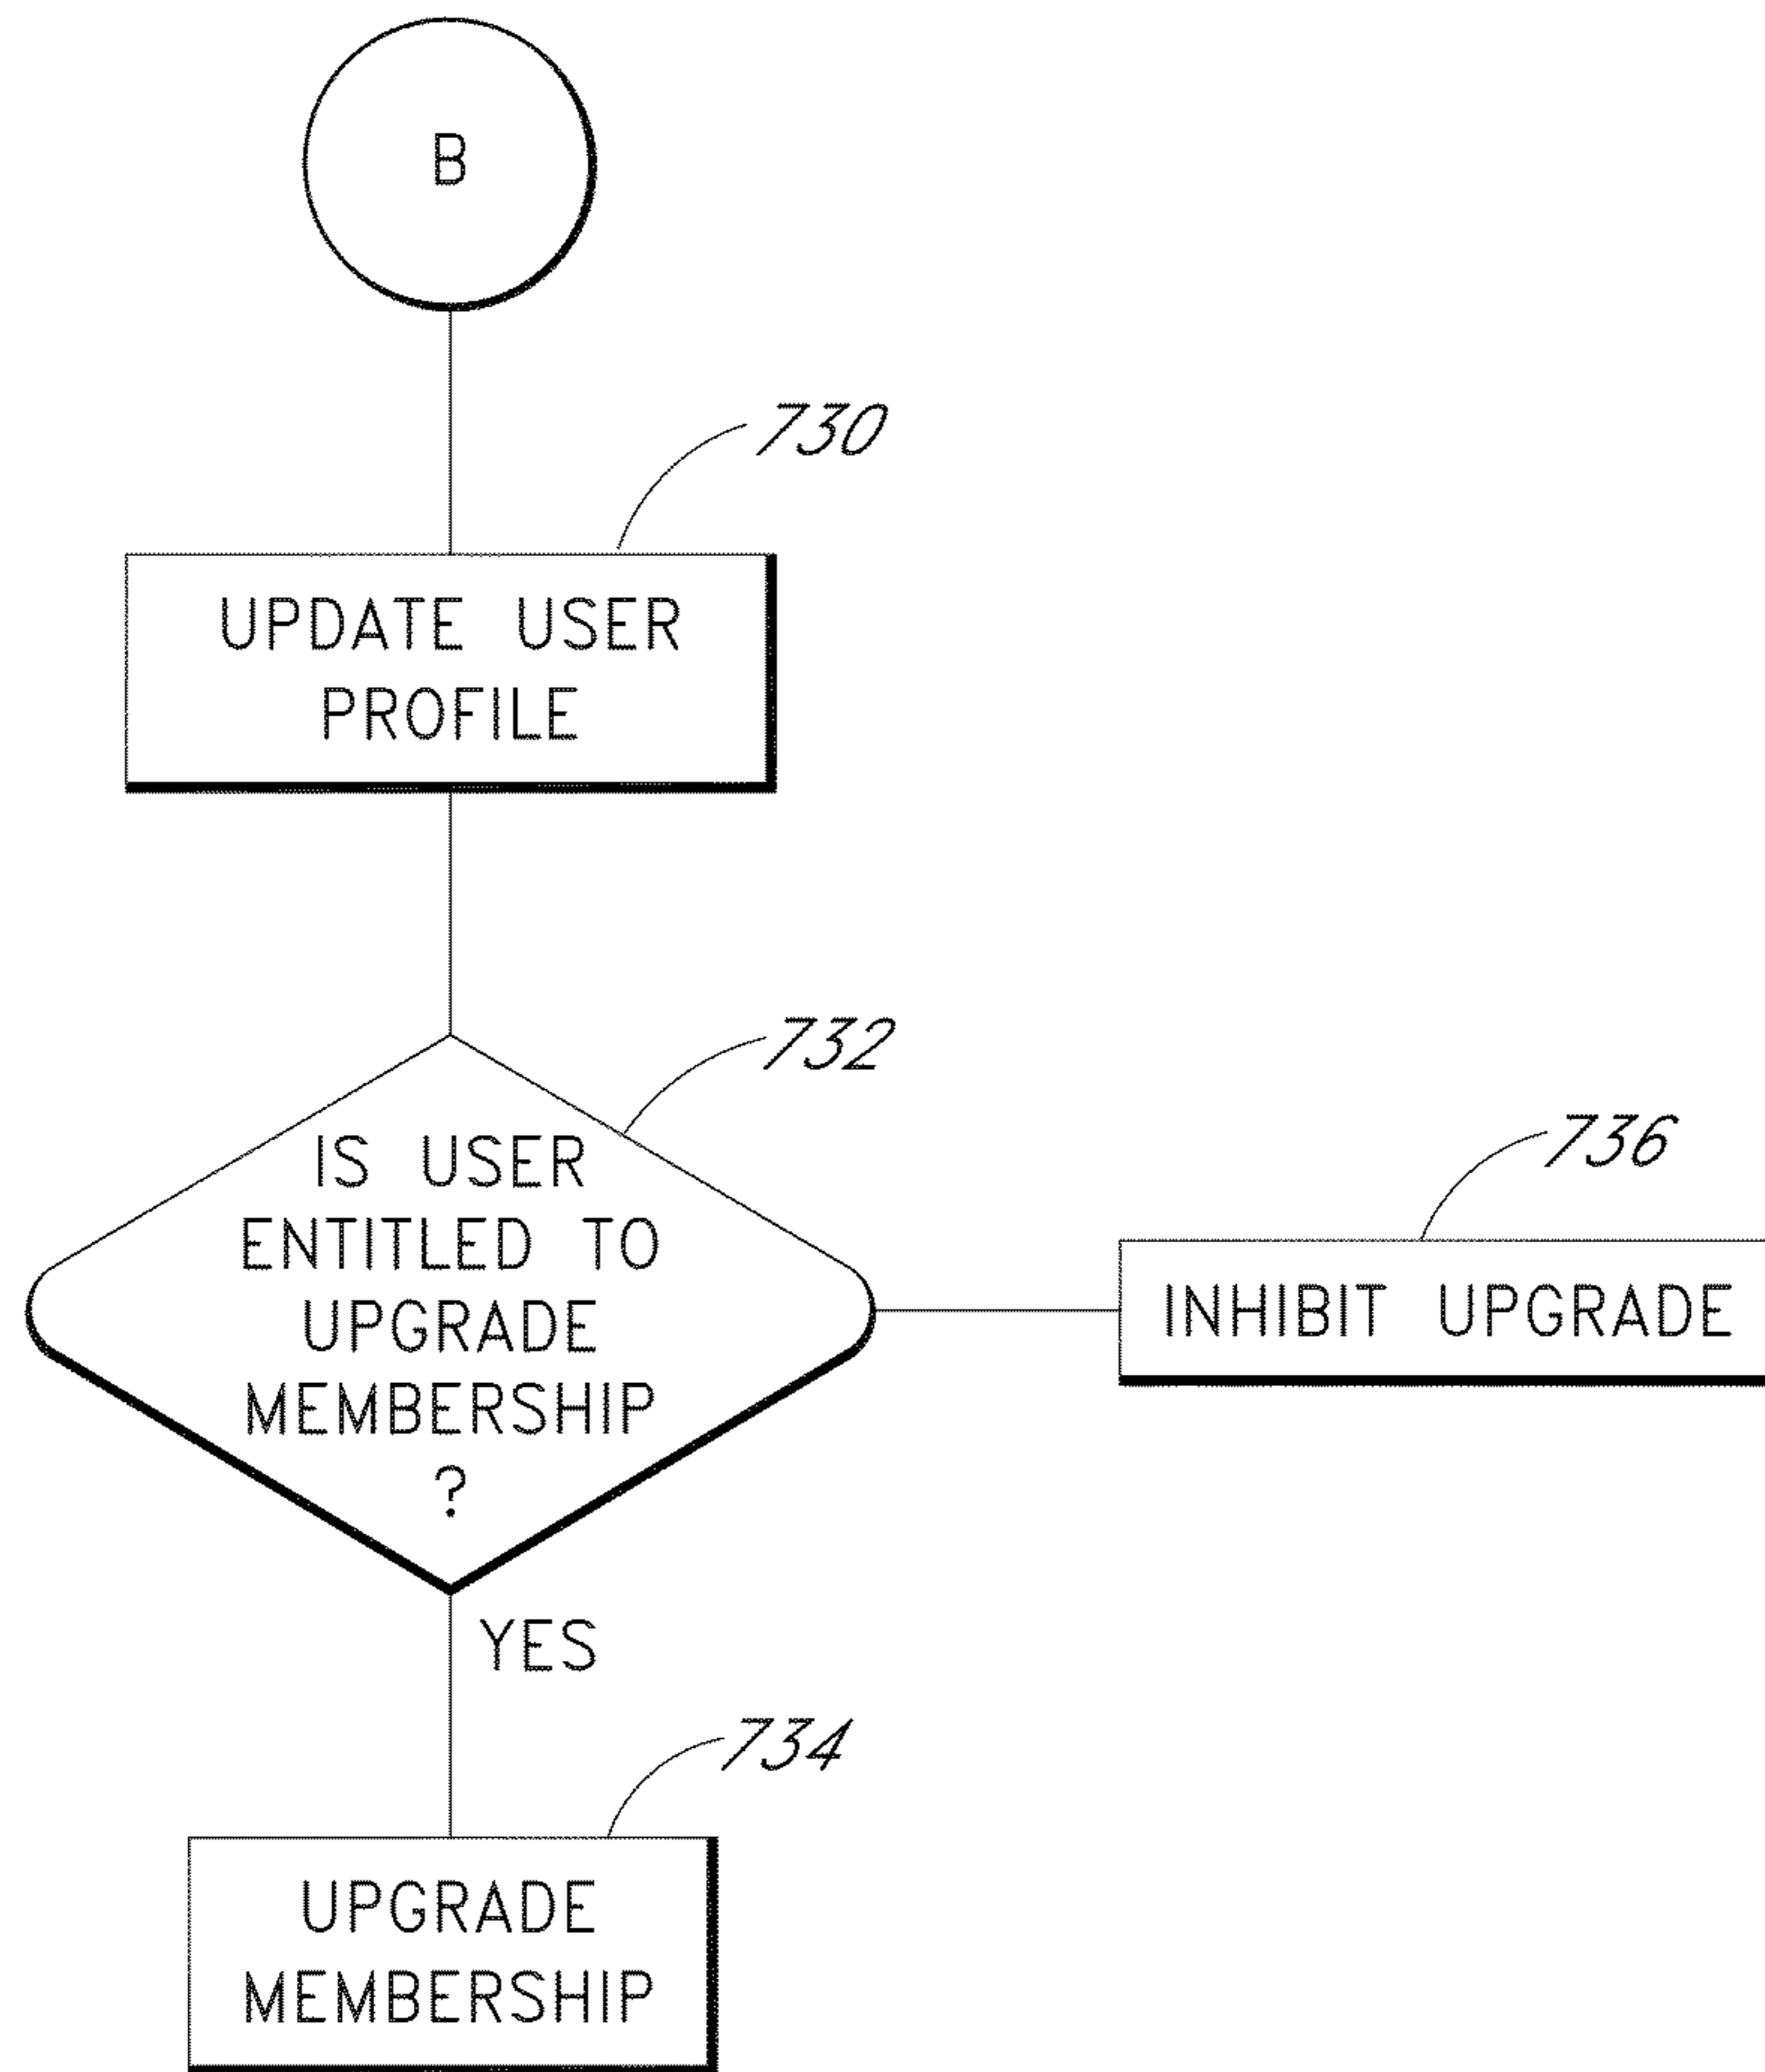 B
730
UPDATE USER
PROFILE
732
IS USER
ENTITLED TO
UPGRADE
MEMBERSHIP
?
736
INHIBIT UPGRADE
YES
734
UPGRADE
MEMBERSHIP